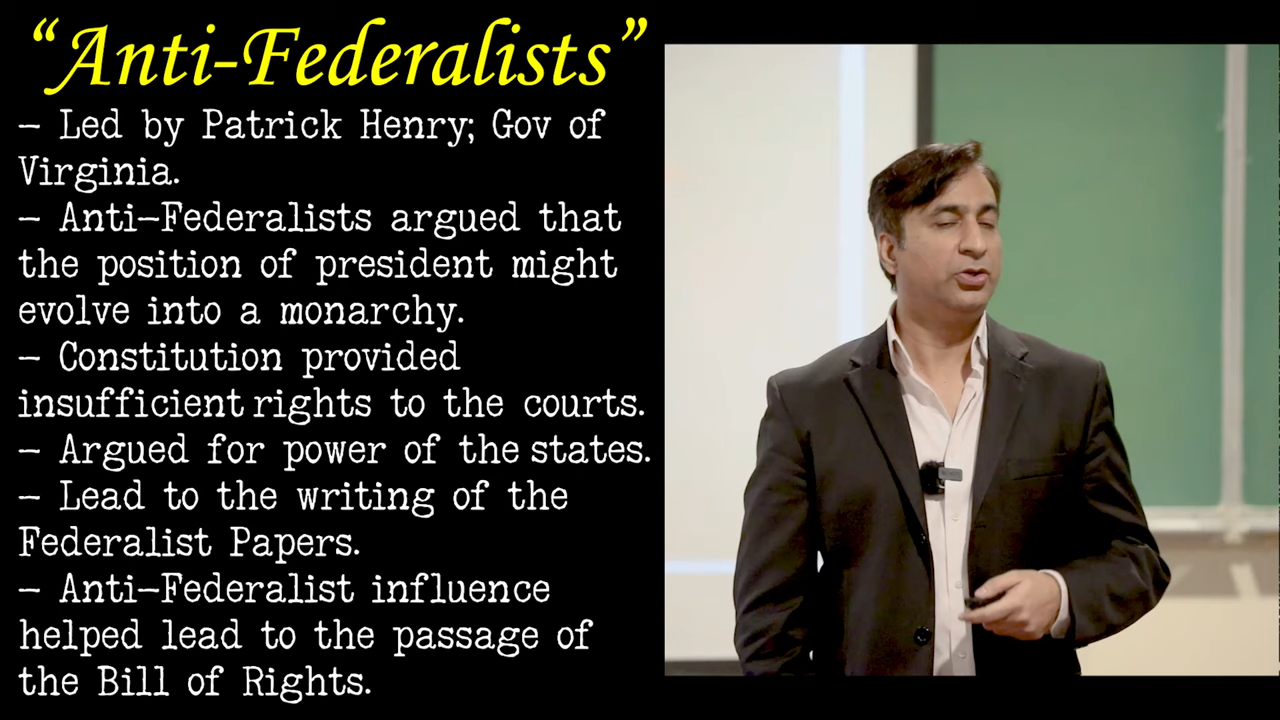 “Anti-Federalists”
– Led by Patrick Henry; Gov of
Virginia.
– Anti-Federalists argued that
the position of president might
evolve into a monarchy.
– Constitution provided
insufficient rights to the courts.
– Argued for power of the states.
– Lead to the writing of the
Federalist Papers.
– Anti-Federalist influence
helped lead to the passage of
the Bill of Rights.